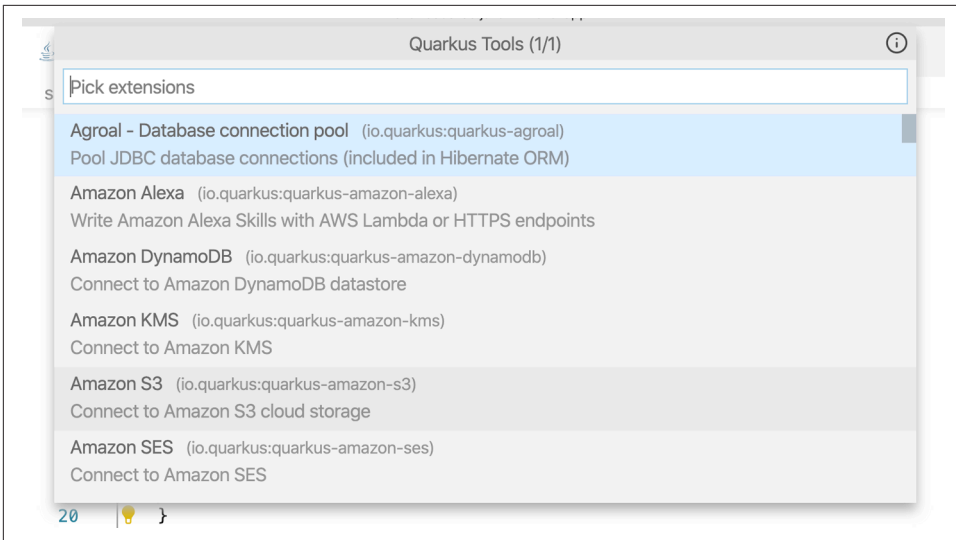 Quarkus Tools (1/1)
Pick extensions
Agroal - Database connection pool (io.quarkus:quarkus-agroal)
Pool JDBC database connections (included in Hibernate ORM)
Amazon Alexa (io.quarkus:quarkus-amazon-alexa)
Write Amazon Alexa Skills with AWS Lambda or HTTPS endpoints
Amazon DynamoDB (io.quarkus:quarkus-amazon-dynamodb)
Connect to Amazon DynamoDB datastore
Amazon KMS (io.quarkus:quarkus-amazon-kms)
Connect to Amazon KMS
Amazon S3 (io.quarkus:quarkus-amazon-s3)
Connect to Amazon S3 cloud storage
Amazon SES (io.quarkus:quarkus-amazon-ses)
Connect to Amazon SES
20 }